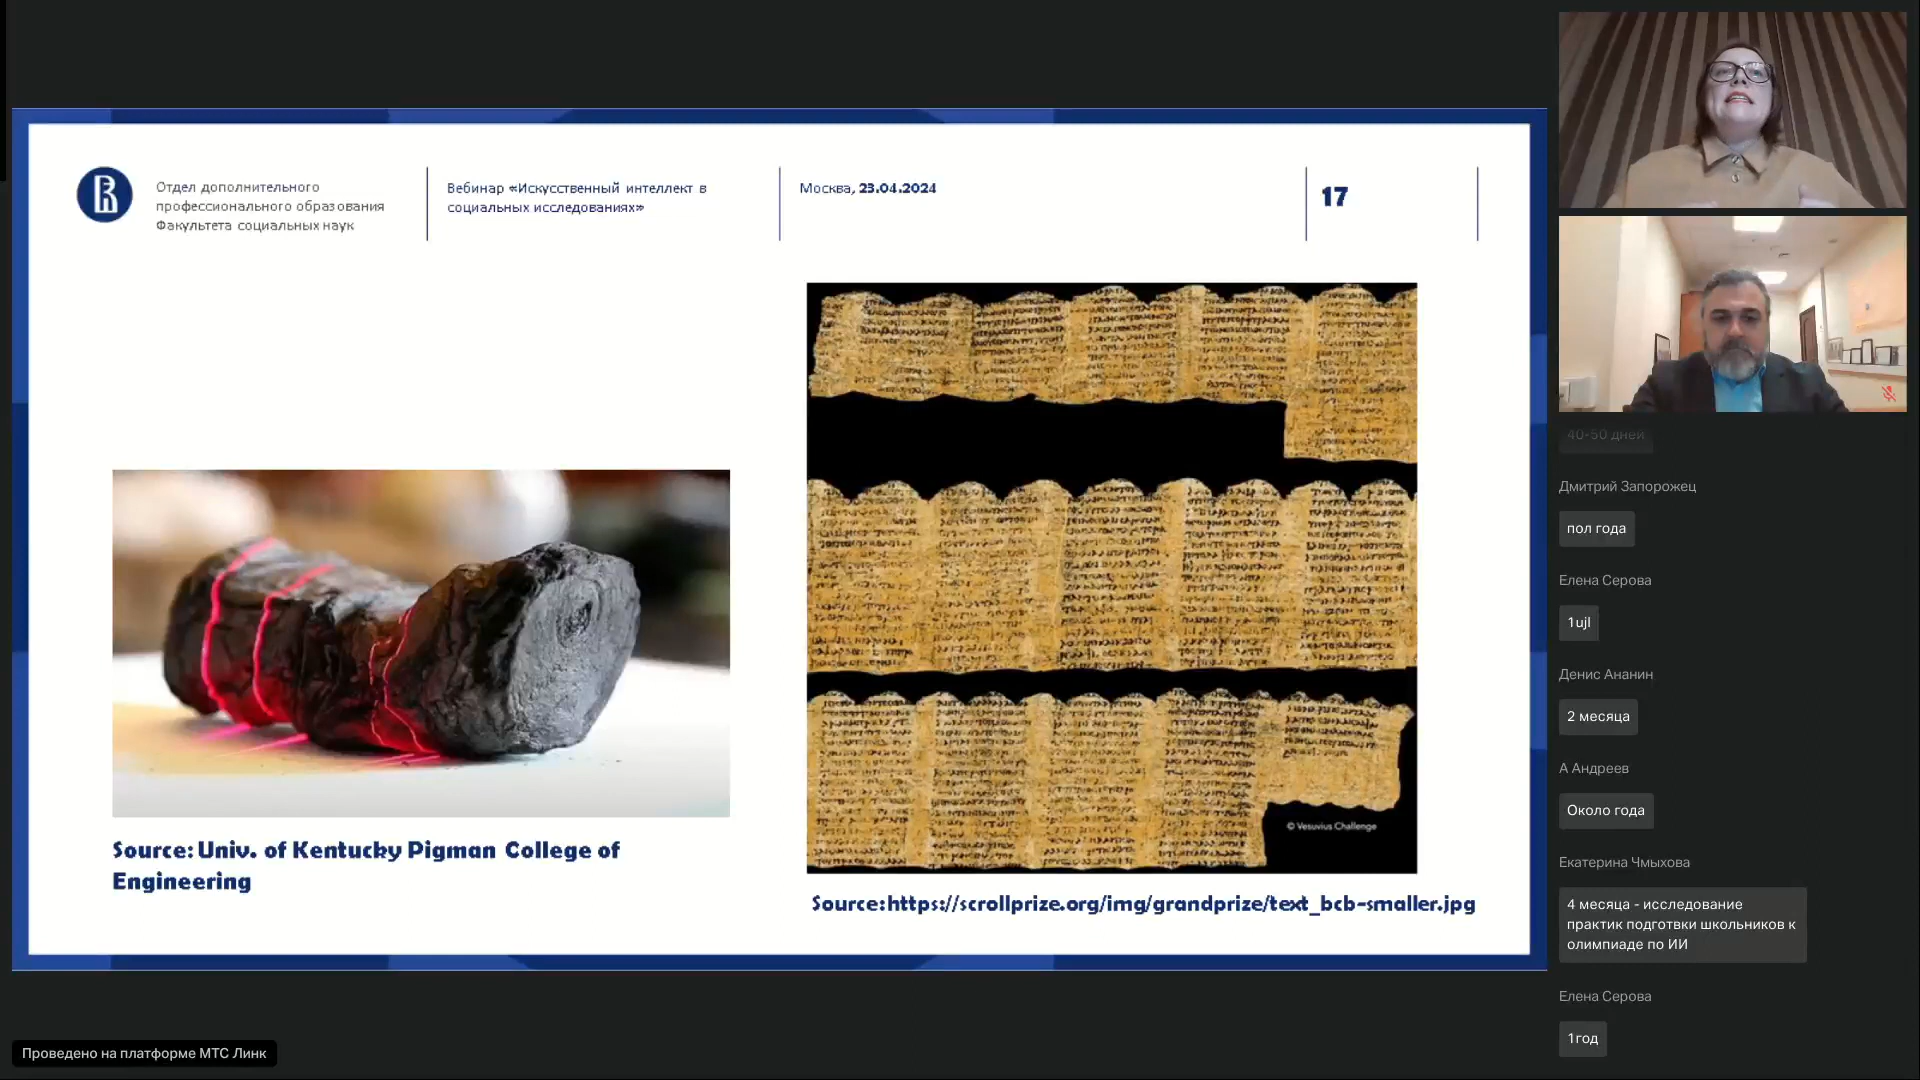 Отдел дополнительного
профессионального образования
Факультета социальных наук
Вебинар «Искусственный интеллект в
социальных исследованиях»
Москва, 23.04.2024
17
© Vesuvius Challenge
Source: Univ. of Kentucky Pigman College of
Engineering
Source:https://scrollprize.org/img/grandprize/text_bcb-smaller.jpg
40-50 дней
Дмитрий Запорожец
пол года
Елена Серова
1ujl
Денис Ананин
2 месяца
А Андреев
Около года
Екатерина Чмыхова
4 месяца - исследование
практик подготвки школьников к
олимпиаде по ИИ
Елена Серова
1год
Проведено на платформе МТС Линк